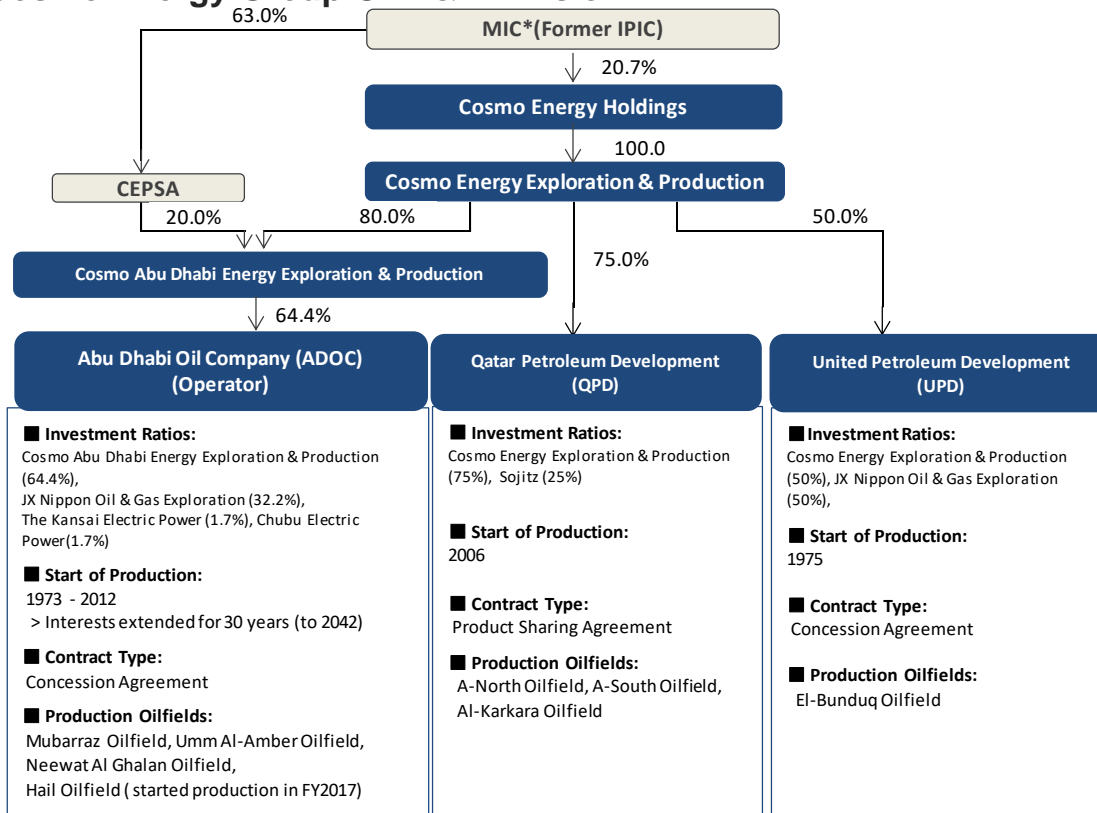 63.0%
MIC*(Former IPIC)
20.7%
Cosmo Energy Holdings
100.0
CEPSA
Cosmo Energy Exploration & Production
20.0%
80.0%
50.0%
75.0%
Cosmo Abu Dhabi Energy Exploration & Production
64.4%
Abu Dhabi Oil Company (ADOC)
(Operator)
■ Investment Ratios:
Cosmo Abu Dhabi Energy Exploration & Production
(64.4%),
JX Nippon Oil & Gas Exploration (32.2%),
The Kansai Electric Power (1.7%), Chubu Electric
Power(1.7%)
■ Start of Production:
1973 - 2012
> Interests extended for 30 years (to 2042)
■ Contract Type:
Concession Agreement
■ Production Oilfields:
Mubarraz Oilfield, Umm Al-Amber Oilfield,
Neewat Al Ghalan Oilfield,
Hail Oilfield ( started production in FY2017)
Qatar Petroleum Development
(QPD)
■ Investment Ratios:
Cosmo Energy Exploration & Production
(75%), Sojitz (25%)
■ Start of Production:
2006
■ Contract Type:
Product Sharing Agreement
■ Production Oilfields:
A-North Oilfield, A-South Oilfield,
Al-Karkara Oilfield
United Petroleum Development
(UPD)
■ Investment Ratios:
Cosmo Energy Exploration & Production
(50%), JX Nippon Oil & Gas Exploration
(50%),
■ Start of Production:
1975
■ Contract Type:
Concession Agreement
■ Production Oilfields:
El-Bunduq Oilfield